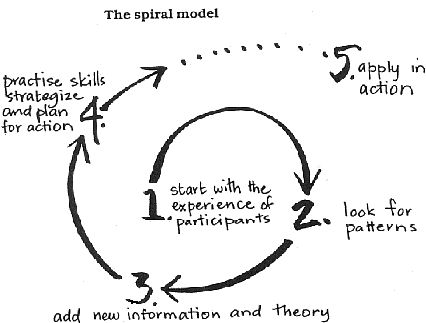 The spiral model
1. start with the
experience of
participants
2. look for
patterns
3.
add new information and theory
4. practise skills
strategize
and plan
for action
5. apply in
action